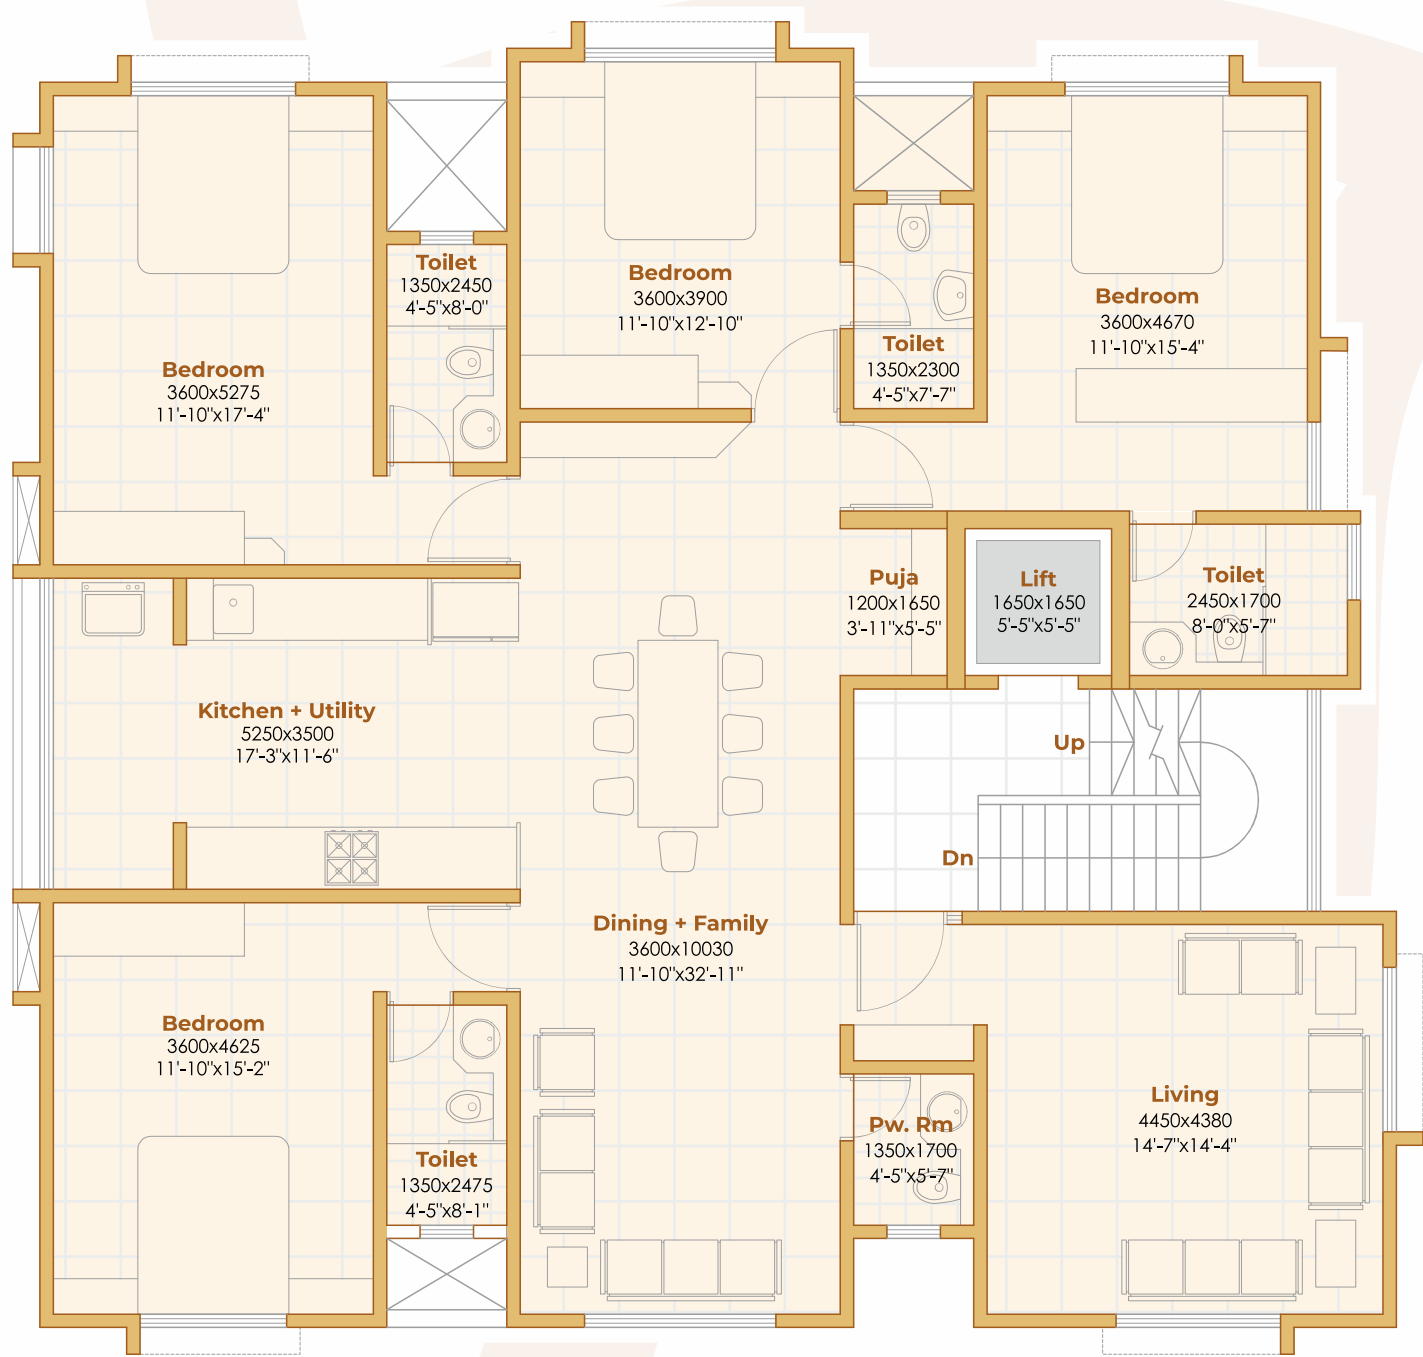 Toilet
1350x2450
4'-5"x8'-0"
Bedroom
3600x3900
11'-10"x12'-10"
Bedroom
3600x4670
11'-10"x15'-4"
Toilet
1350x2300
4'-5"x7'-7"
Bedroom
3600x5275
11'-10"x17'-4"
Puja
1200x1650
3'-11"x5'-5"
Lift
1650x1650
5'-5"x5'-5"
Toilet
2450x1700
8'-0"x5'-7"
Kitchen + Utility
5250x3500
17'-3"x11'-6"
Up
Dn
Dining + Family
3600x10030
11'-10"x32'-11"
Bedroom
3600x4625
11'-10"x15'-2"
Living
4450x4380
14'-7"x14'-4"
Pw. Rm
1350x1700
4'-5"x5'-7"
Toilet
1350x2475
4'-5"x8'-1"